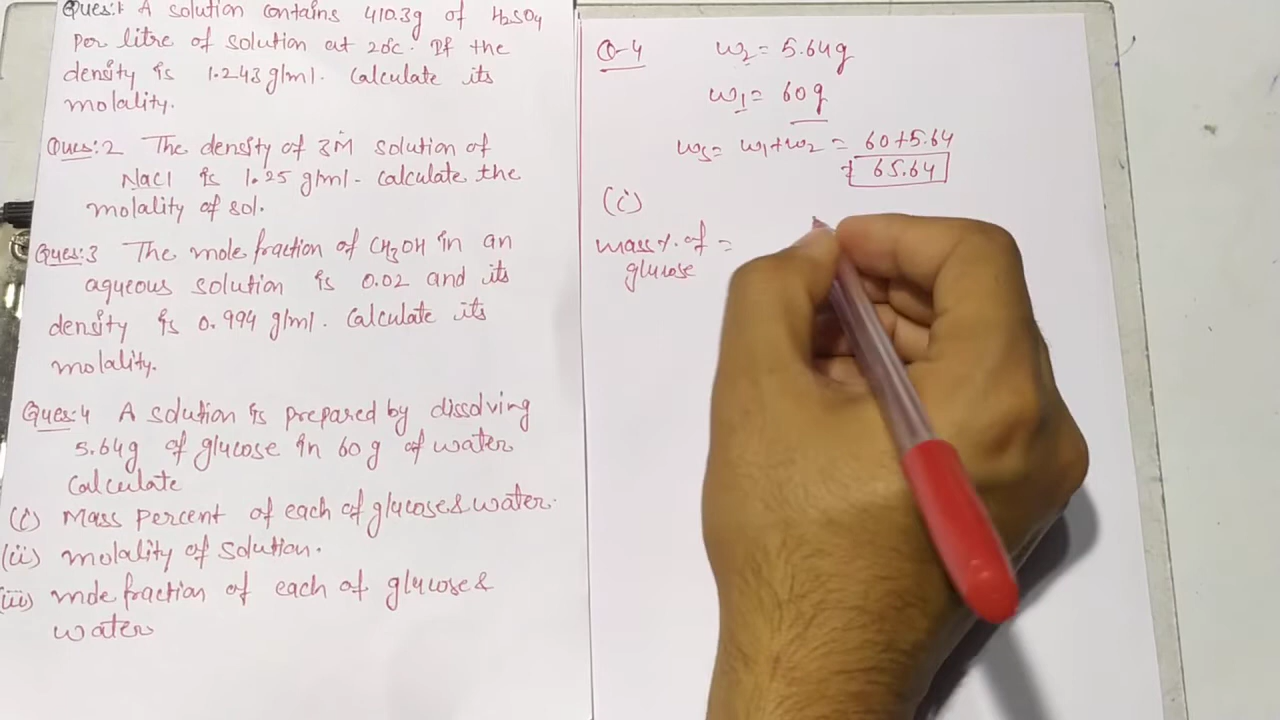 Ques:1 A solution contains 410.3g of H2SO4
Per litre of solution at 20°c. If the
density is 1.243 g/ml. Calculate its
molality.
Ques:2 The density of 3M solution of
NaCl is 1.25 g/ml. Calculate the
molality of sol.
Ques:3 The mole fraction of CH3OH in an
aqueous solution is 0.02 and its
density is 0.994 g/ml. Calculate its
molality.
Ques:4 A solution is prepared by dissolving
5.64g of glucose in 60 g of water
Calculate
(i) Mass Percent of each of glucose & water.
(ii) molality of solution.
(iii) mole fraction of each of glucose &
water
Q-4 w2 = 5.64g
w1 = 60g
ws = w1+w2 = 60+5.64
= 65.64
(i)
mass % of =
glucose